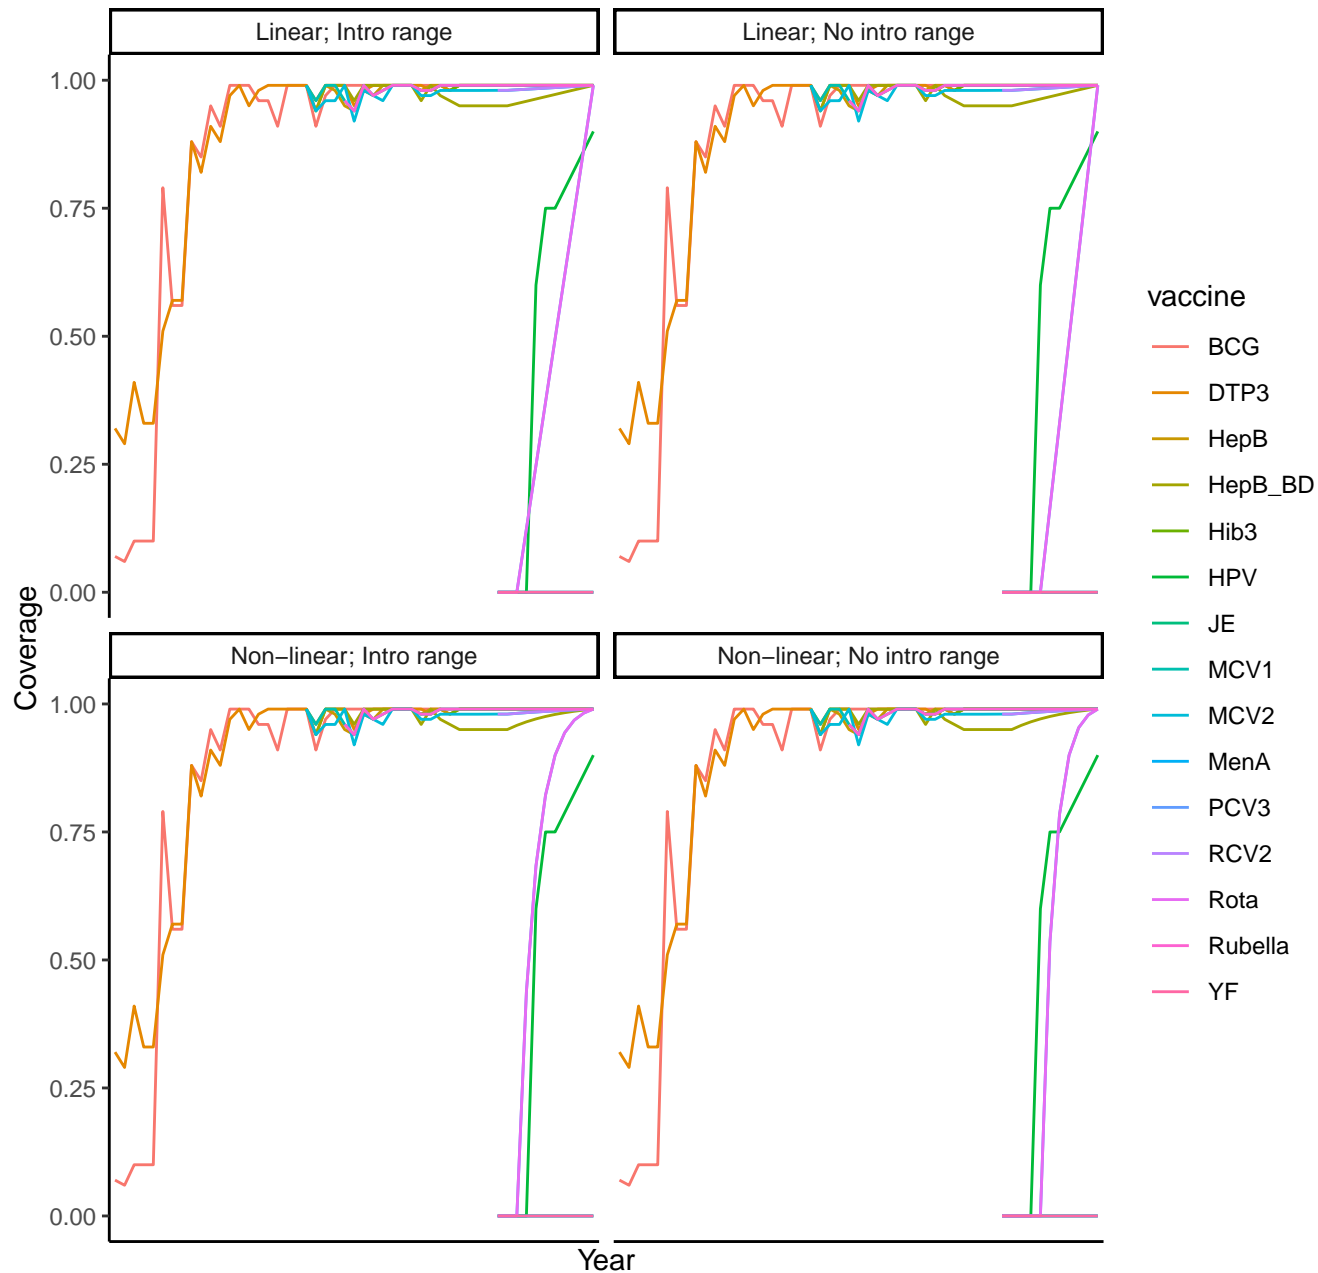 Linear; Intro range
Linear; No intro range
1.00
0.75
0.50
0.25
0.00
Non−linear; Intro range
Non−linear; No intro range
1.00
0.75
0.50
0.25
0.00
Coverage
Year
vaccine
BCG
DTP3
HepB
HepB_BD
Hib3
HPV
JE
MCV1
MCV2
MenA
PCV3
RCV2
Rota
Rubella
YF